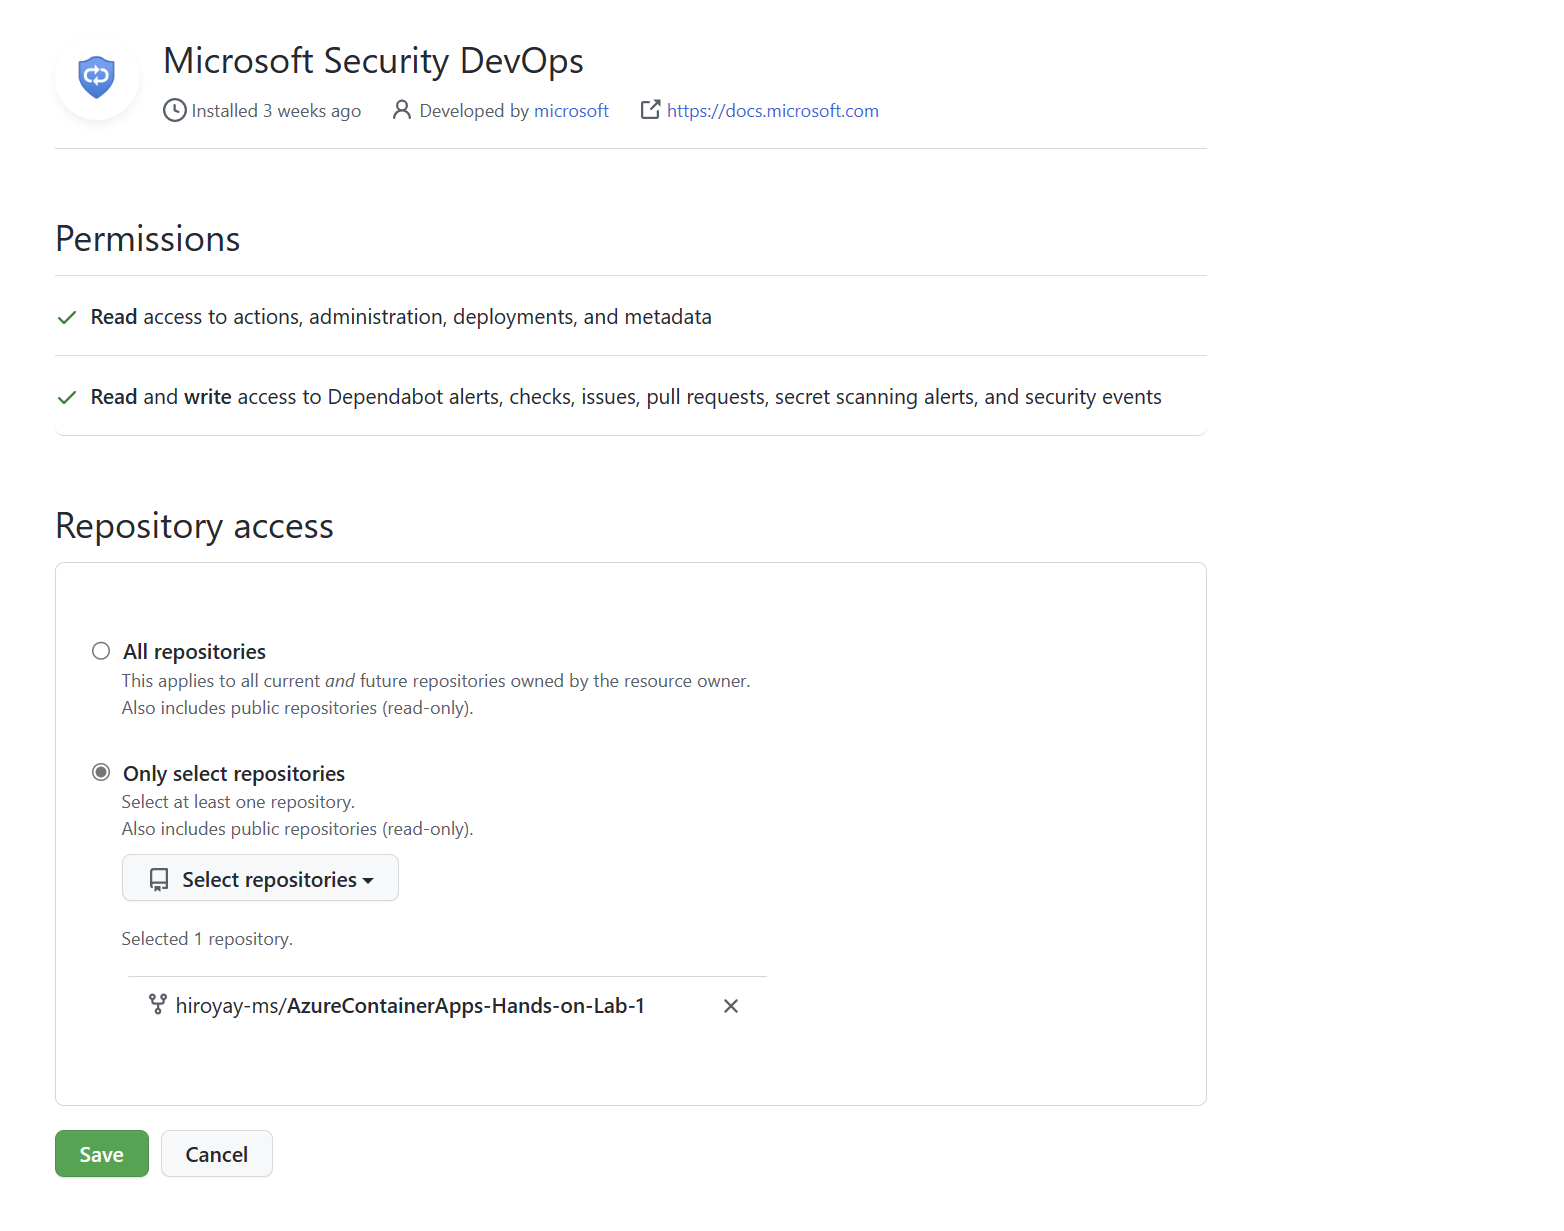 Microsoft Security DevOps
Installed 3 weeks ago Developed by microsoft https://docs.microsoft.com
Permissions
Read access to actions, administration, deployments, and metadata
Read and write access to Dependabot alerts, checks, issues, pull requests, secret scanning alerts, and security events
Repository access
All repositories
This applies to all current and future repositories owned by the resource owner.
Also includes public repositories (read-only).
Only select repositories
Select at least one repository.
Also includes public repositories (read-only).
Select repositories
Selected 1 repository.
hiroyay-ms/AzureContainerApps-Hands-on-Lab-1
Save Cancel